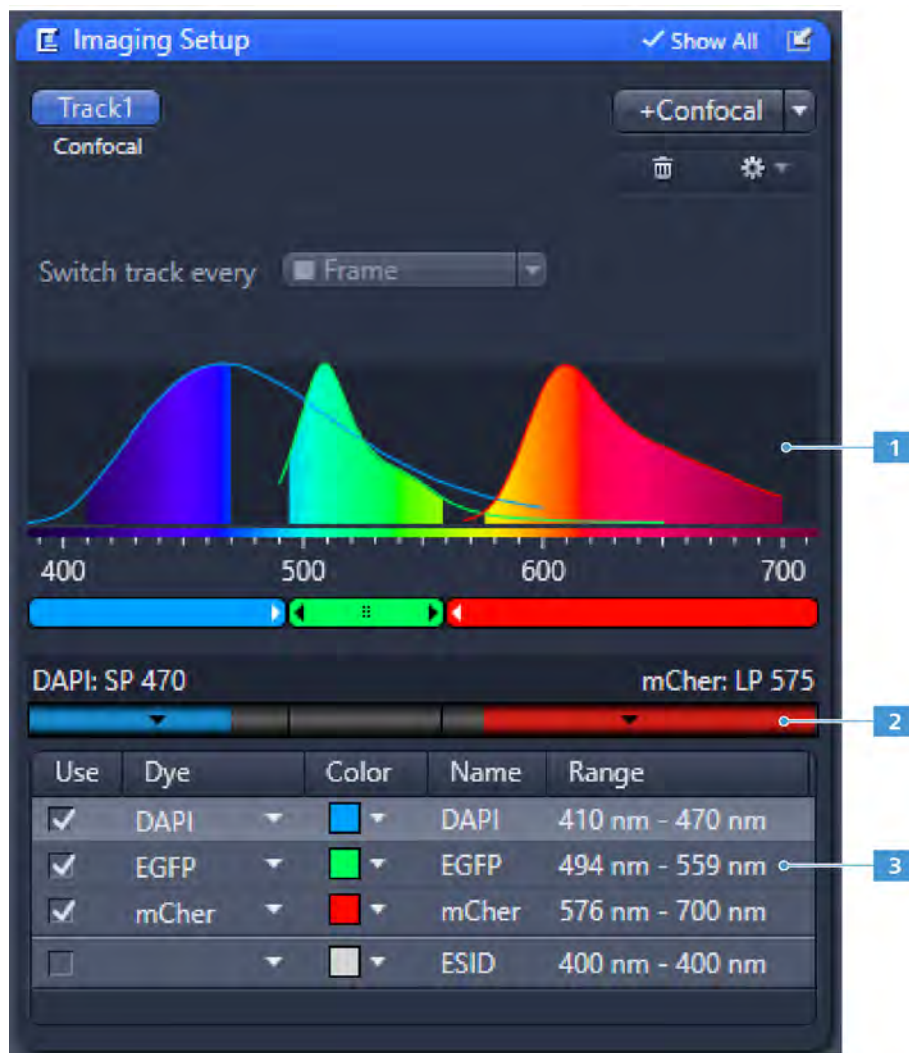 Imaging Setup Show All
Track1 +Confocal
Confocal
Switch track every Frame
1
400 500 600 700
DAPI: SP 470 mCher: LP 575
2
Use Dye Color Name Range
DAPI DAPI 410 nm - 470 nm
EGFP EGFP 494 nm - 559 nm
3
mCher mCher 576 nm - 700 nm
ESID 400 nm - 400 nm